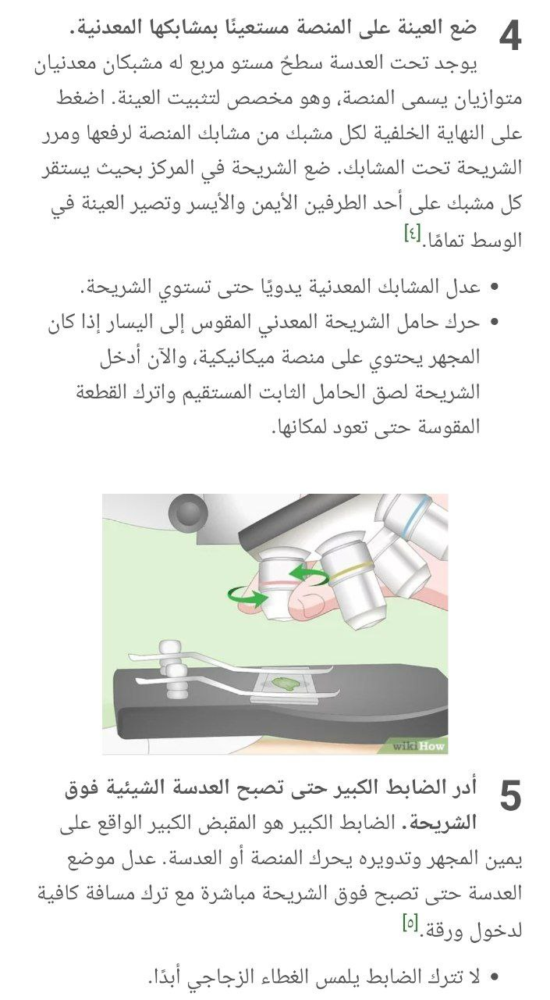 4 ضع العينة على المنصة مستعينًا بمشابكها المعدنية.
يوجد تحت العدسة سطحٌ مستو مربع له مشبكان معدنيان
متوازيان يسمى المنصة، وهو مخصص لتثبيت العينة. اضغط
على النهاية الخلفية لكل مشبك من مشابك المنصة لرفعها ومرر
الشريحة تحت المشابك. ضع الشريحة في المركز بحيث يستقر
كل مشبك على أحد الطرفين الأيمن والأيسر وتصير العينة في
الوسط تمامًا.[٤]
• عدل المشابك المعدنية يدويًا حتى تستوي الشريحة.
• حرك حامل الشريحة المعدني المقوس إلى اليسار إذا كان
المجهر يحتوي على منصة ميكانيكية، والآن أدخل
الشريحة لصق الحامل الثابت المستقيم واترك القطعة
المقوسة حتى تعود لمكانها.
wikiHow
5 أدر الضابط الكبير حتى تصبح العدسة الشيئية فوق
الشريحة. الضابط الكبير هو المقبض الكبير الواقع على
يمين المجهر وتدويره يحرك المنصة أو العدسة. عدل موضع
العدسة حتى تصبح فوق الشريحة مباشرة مع ترك مسافة كافية
لدخول ورقة.[٥]
• لا تترك الضابط يلمس الغطاء الزجاجي أبدًا.